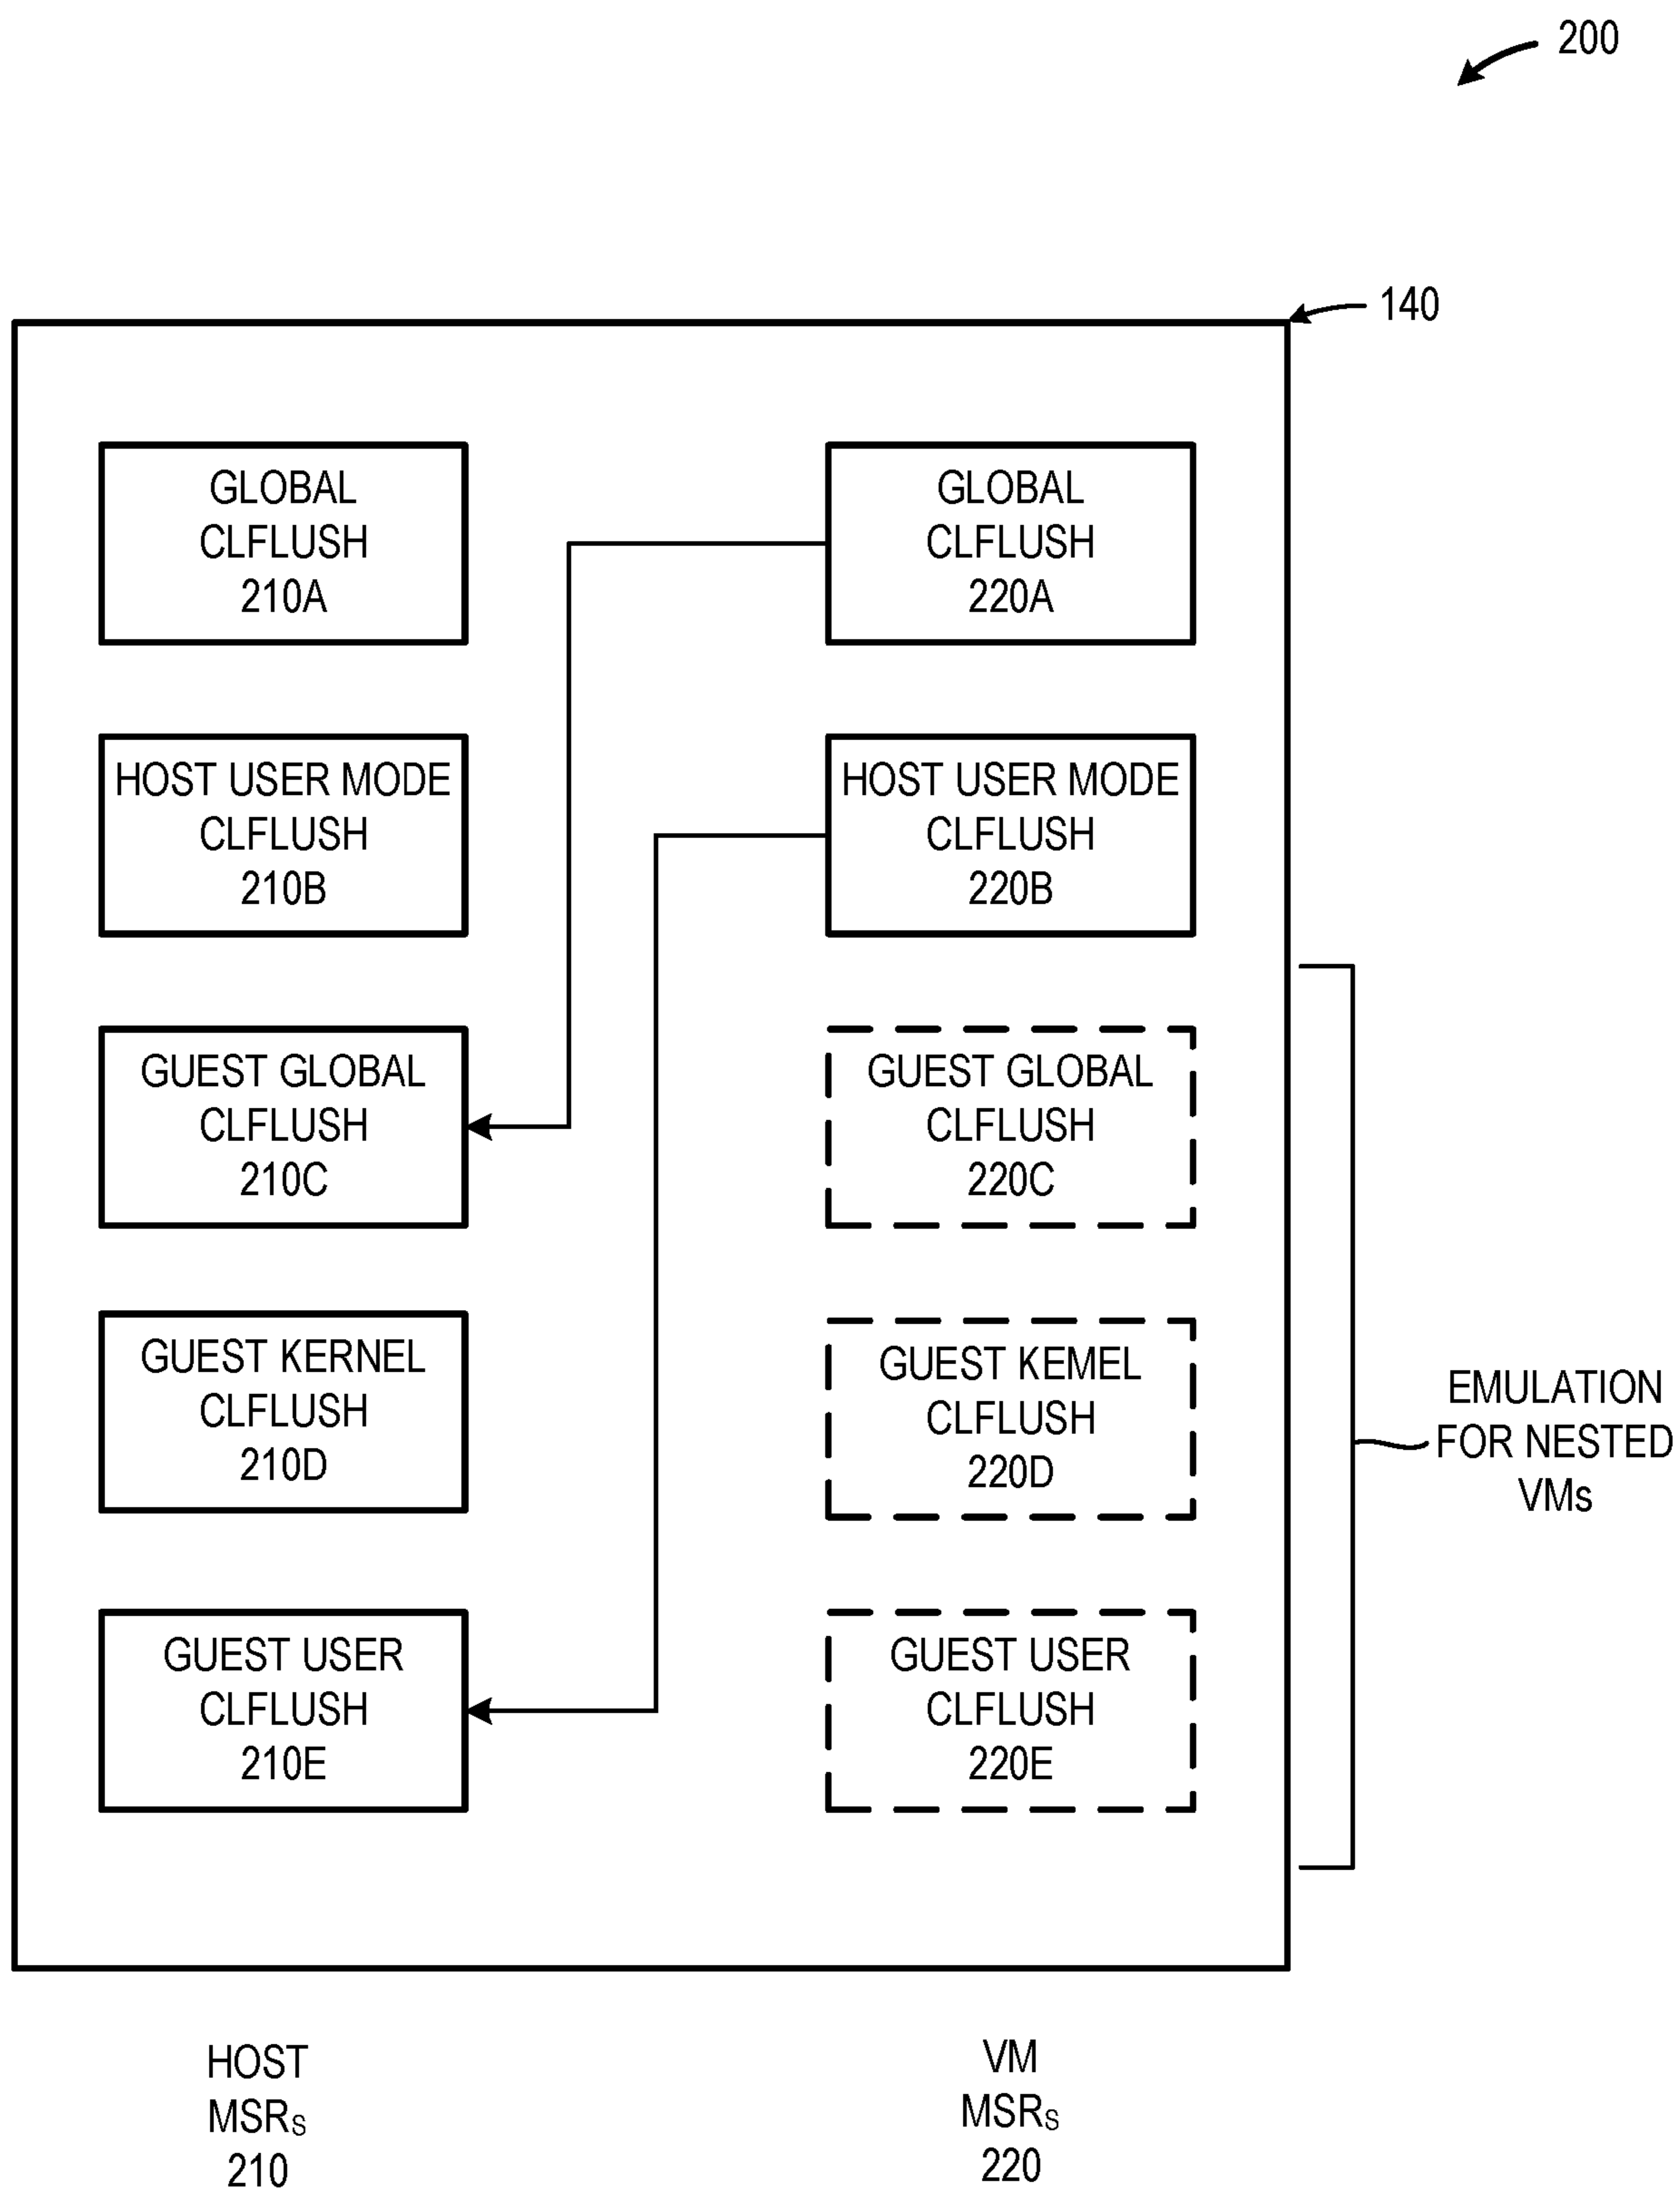 200
140
GLOBAL
CLFLUSH
210A
GLOBAL
CLFLUSH
220A
HOST USER MODE
CLFLUSH
210B
HOST USER MODE
CLFLUSH
220B
GUEST GLOBAL
CLFLUSH
210C
GUEST GLOBAL
CLFLUSH
220C
GUEST KERNEL
CLFLUSH
210D
GUEST KEMEL
CLFLUSH
220D
EMULATION
FOR NESTED
VMs
GUEST USER
CLFLUSH
210E
GUEST USER
CLFLUSH
220E
HOST
MSRS
210
VM
MSRS
220